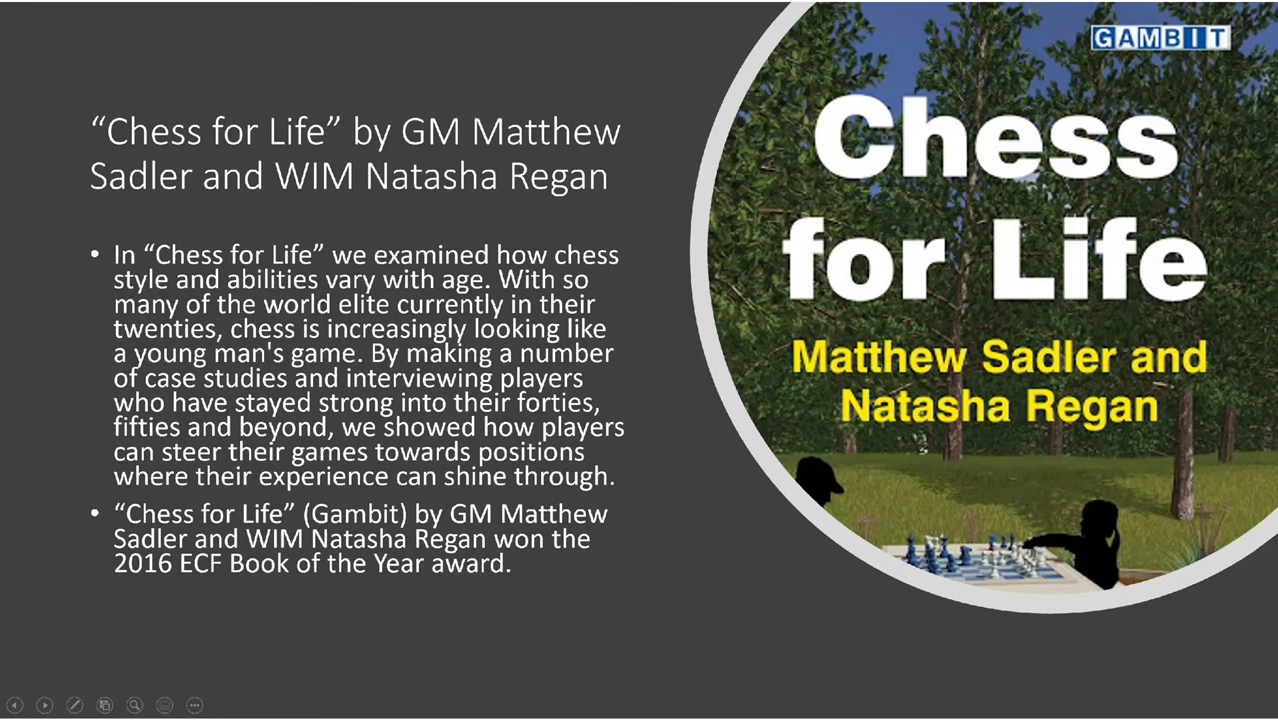 “Chess for Life” by GM Matthew
Sadler and WIM Natasha Regan
• In “Chess for Life” we examined how chess
style and abilities vary with age. With so
many of the world elite currently in their
twenties, chess is increasingly looking like
a young man's game. By making a number
of case studies and interviewing players
who have stayed strong into their forties,
fifties and beyond, we showed how players
can steer their games towards positions
where their experience can shine through.
• “Chess for Life” (Gambit) by GM Matthew
Sadler and WIM Natasha Regan won the
2016 ECF Book of the Year award.
GAMBIT
Chess
for Life
Matthew Sadler and
Natasha Regan